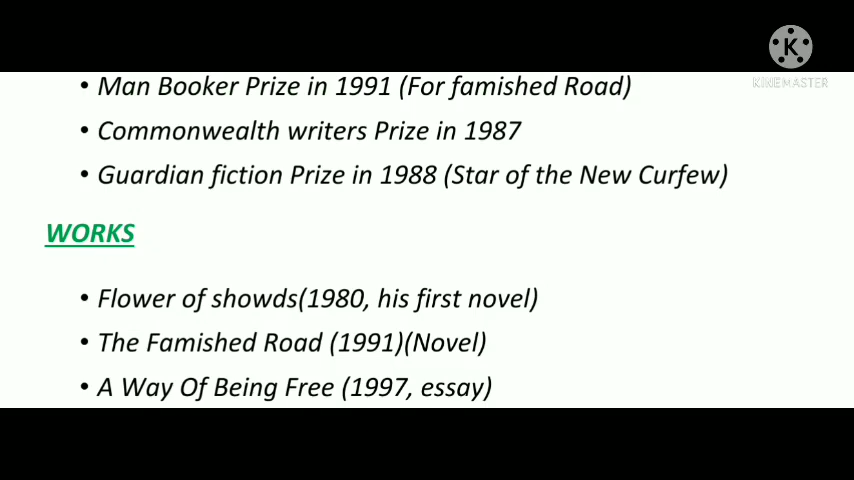 K
KINEMASTER
• Man Booker Prize in 1991 (For famished Road)
• Commonwealth writers Prize in 1987
• Guardian fiction Prize in 1988 (Star of the New Curfew)
WORKS
• Flower of showds(1980, his first novel)
• The Famished Road (1991)(Novel)
• A Way Of Being Free (1997, essay)